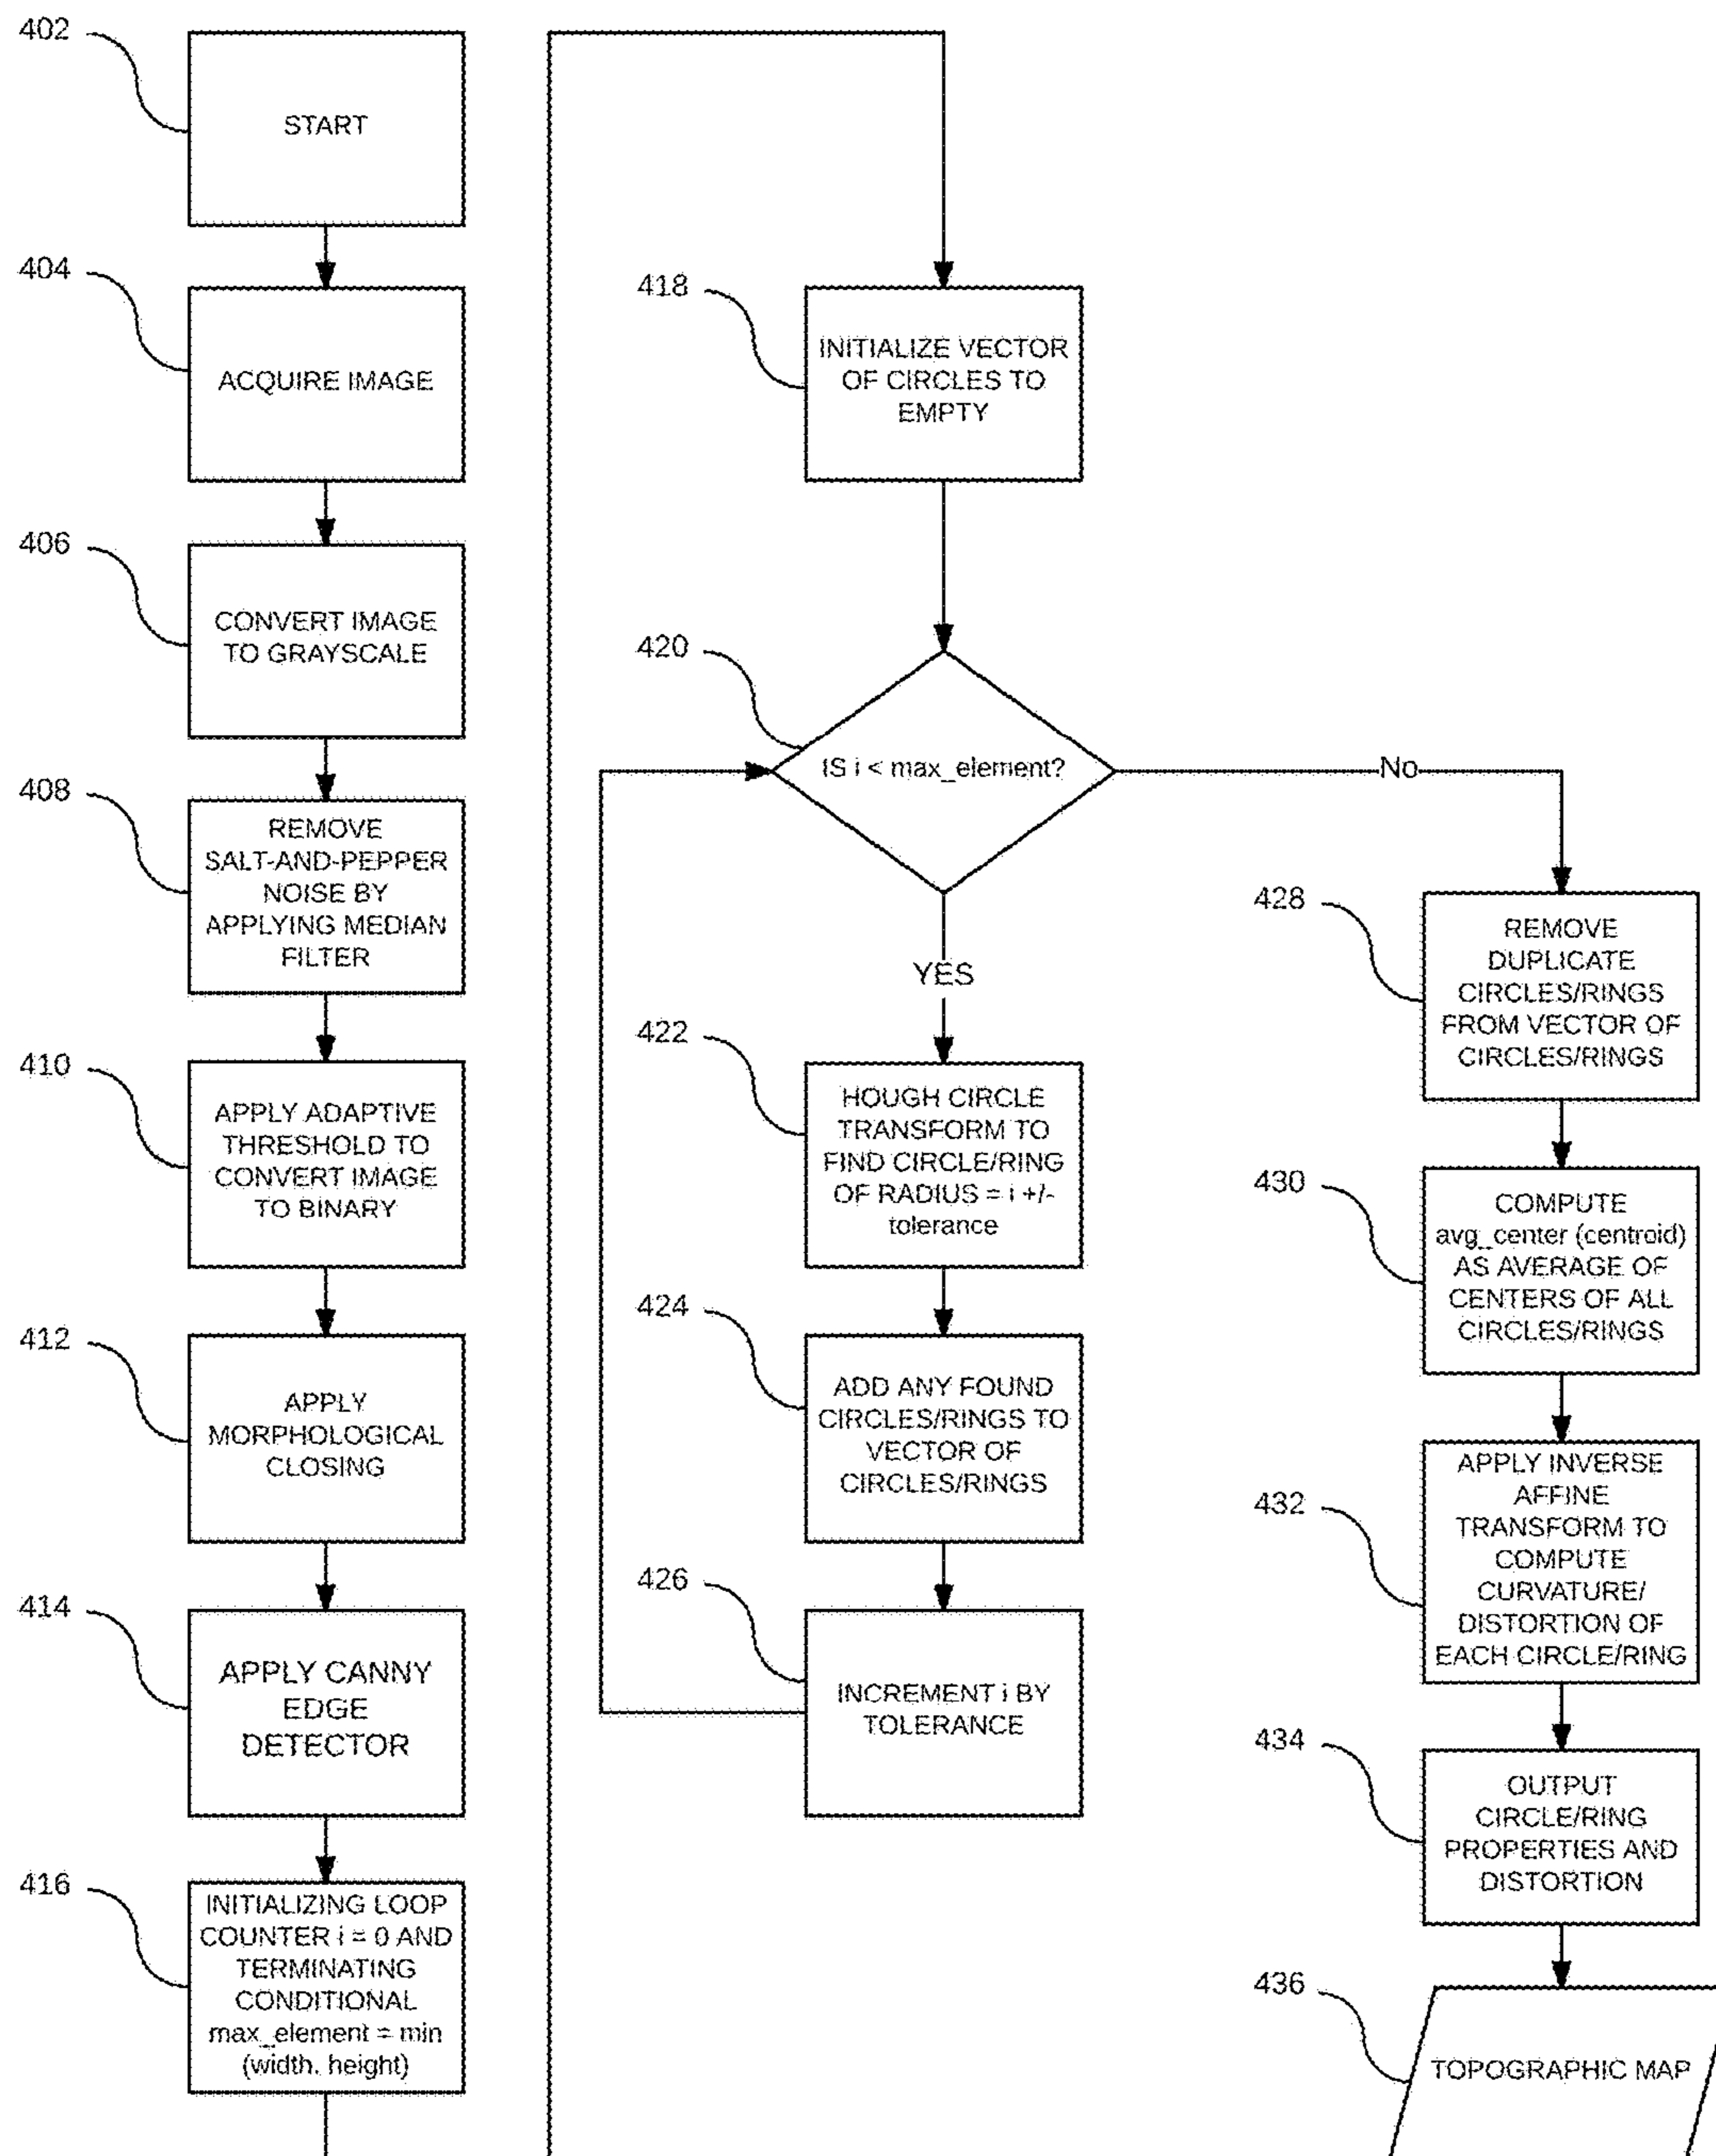 402
START
404
ACQUIRE IMAGE
406
CONVERT IMAGE
TO GRAYSCALE
408
REMOVE
SALT-AND-PEPPER
NOISE BY
APPLYING MEDIAN
FILTER
410
APPLY ADAPTIVE
THRESHOLD TO
CONVERT IMAGE
TO BINARY
412
APPLY
MORPHOLOGICAL
CLOSING
414
APPLY CANNY
EDGE
DETECTOR
416
INITIALIZING LOOP
COUNTER i = 0 AND
TERMINATING
CONDITIONAL
max_element = min
(width, height)
418
INITIALIZE VECTOR
OF CIRCLES TO
EMPTY
420
IS i < max_element?
No
YES
422
HOUGH CIRCLE
TRANSFORM TO
FIND CIRCLE/RING
OF RADIUS = i +/-
tolerance
424
ADD ANY FOUND
CIRCLES/RINGS TO
VECTOR OF
CIRCLES/RINGS
426
INCREMENT i BY
TOLERANCE
428
REMOVE
DUPLICATE
CIRCLES/RINGS
FROM VECTOR OF
CIRCLES/RINGS
430
COMPUTE
avg_center (centroid)
AS AVERAGE OF
CENTERS OF ALL
CIRCLES/RINGS
432
APPLY INVERSE
AFFINE
TRANSFORM TO
COMPUTE
CURVATURE/
DISTORTION OF
EACH CIRCLE/RING
434
OUTPUT
CIRCLE/RING
PROPERTIES AND
DISTORTION
436
TOPOGRAPHIC MAP